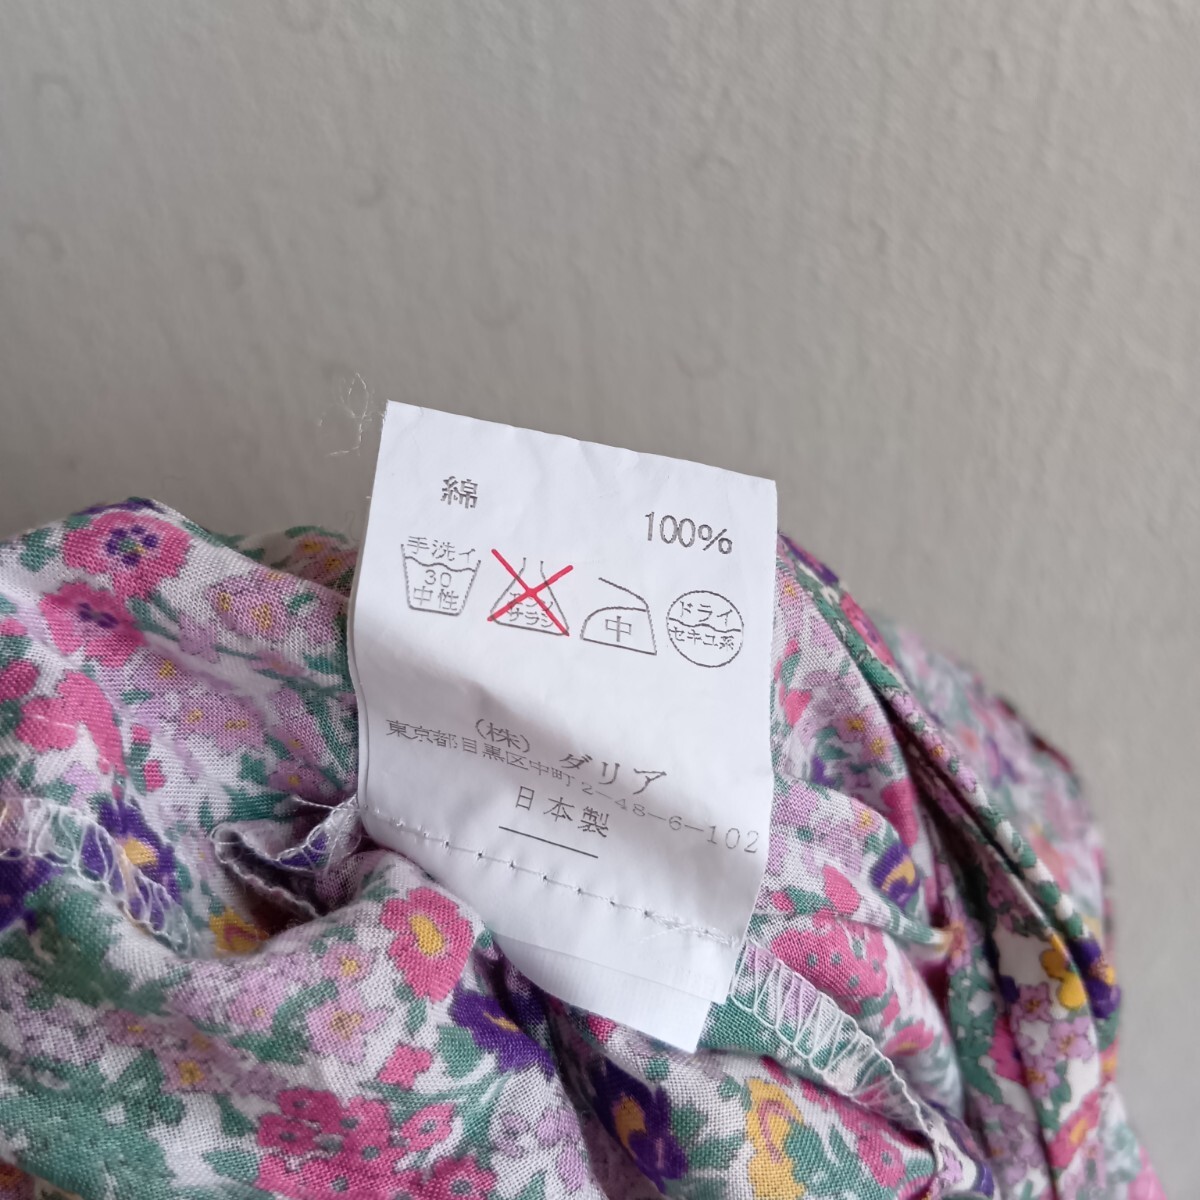 綿 100%
手洗イ
30
中性
エンソ
サラシ
中
ドライ
セキユ系
(株) ダリア
東京都目黒区中町2-48-6-102
日本製